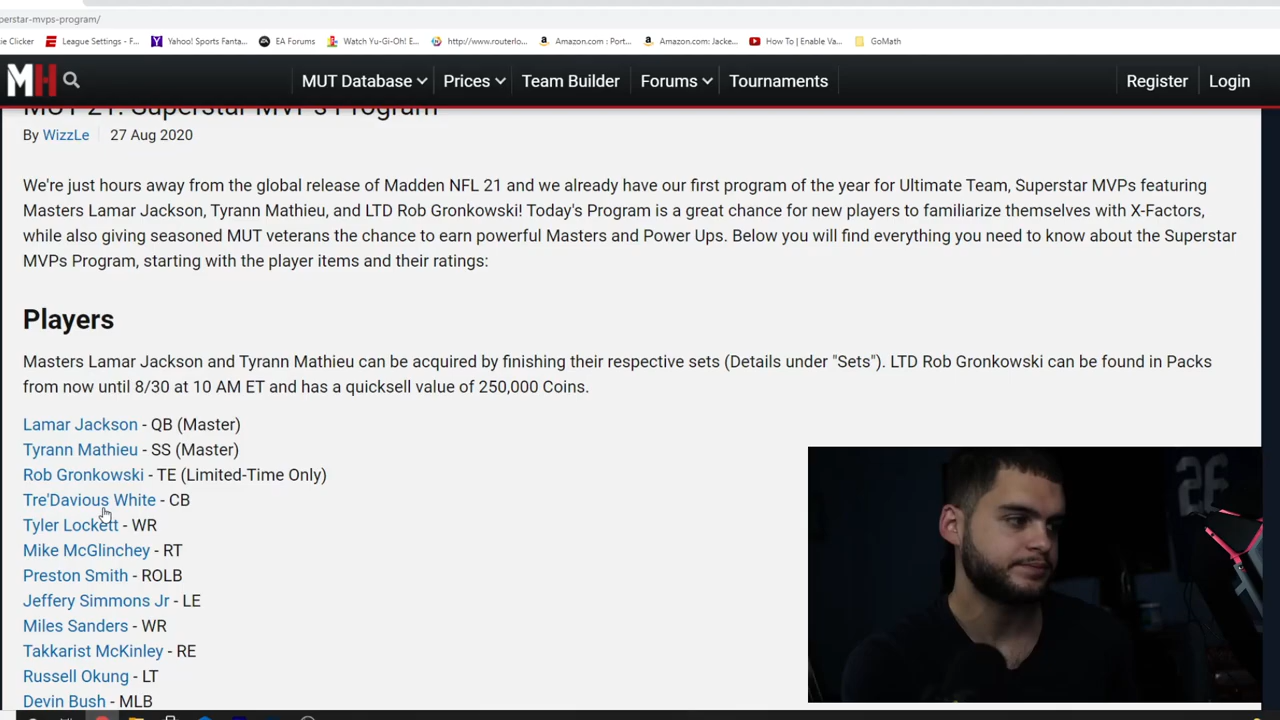 perstar-mvps-program/
ie Clicker
League Settings - F...
Yahoo! Sports Fanta...
EA Forums
Watch Yu-Gi-Oh! E...
http://www.routerlo...
Amazon.com : Port...
Amazon.com: Jacke...
How To | Enable Va...
GoMath
MH
MUT Database
Prices
Team Builder
Forums
Tournaments
Register
Login
MUT 21: Superstar MVPs Program
By WizzLe
27 Aug 2020
We're just hours away from the global release of Madden NFL 21 and we already have our first program of the year for Ultimate Team, Superstar MVPs featuring
Masters Lamar Jackson, Tyrann Mathieu, and LTD Rob Gronkowski! Today's Program is a great chance for new players to familiarize themselves with X-Factors,
while also giving seasoned MUT veterans the chance to earn powerful Masters and Power Ups. Below you will find everything you need to know about the Superstar
MVPs Program, starting with the player items and their ratings:
Players
Masters Lamar Jackson and Tyrann Mathieu can be acquired by finishing their respective sets (Details under "Sets"). LTD Rob Gronkowski can be found in Packs
from now until 8/30 at 10 AM ET and has a quicksell value of 250,000 Coins.
Lamar Jackson - QB (Master)
Tyrann Mathieu - SS (Master)
Rob Gronkowski - TE (Limited-Time Only)
Tre'Davious White - CB
Tyler Lockett - WR
Mike McGlinchey - RT
Preston Smith - ROLB
Jeffery Simmons Jr - LE
Miles Sanders - WR
Takkarist McKinley - RE
Russell Okung - LT
Devin Bush - MLB
26